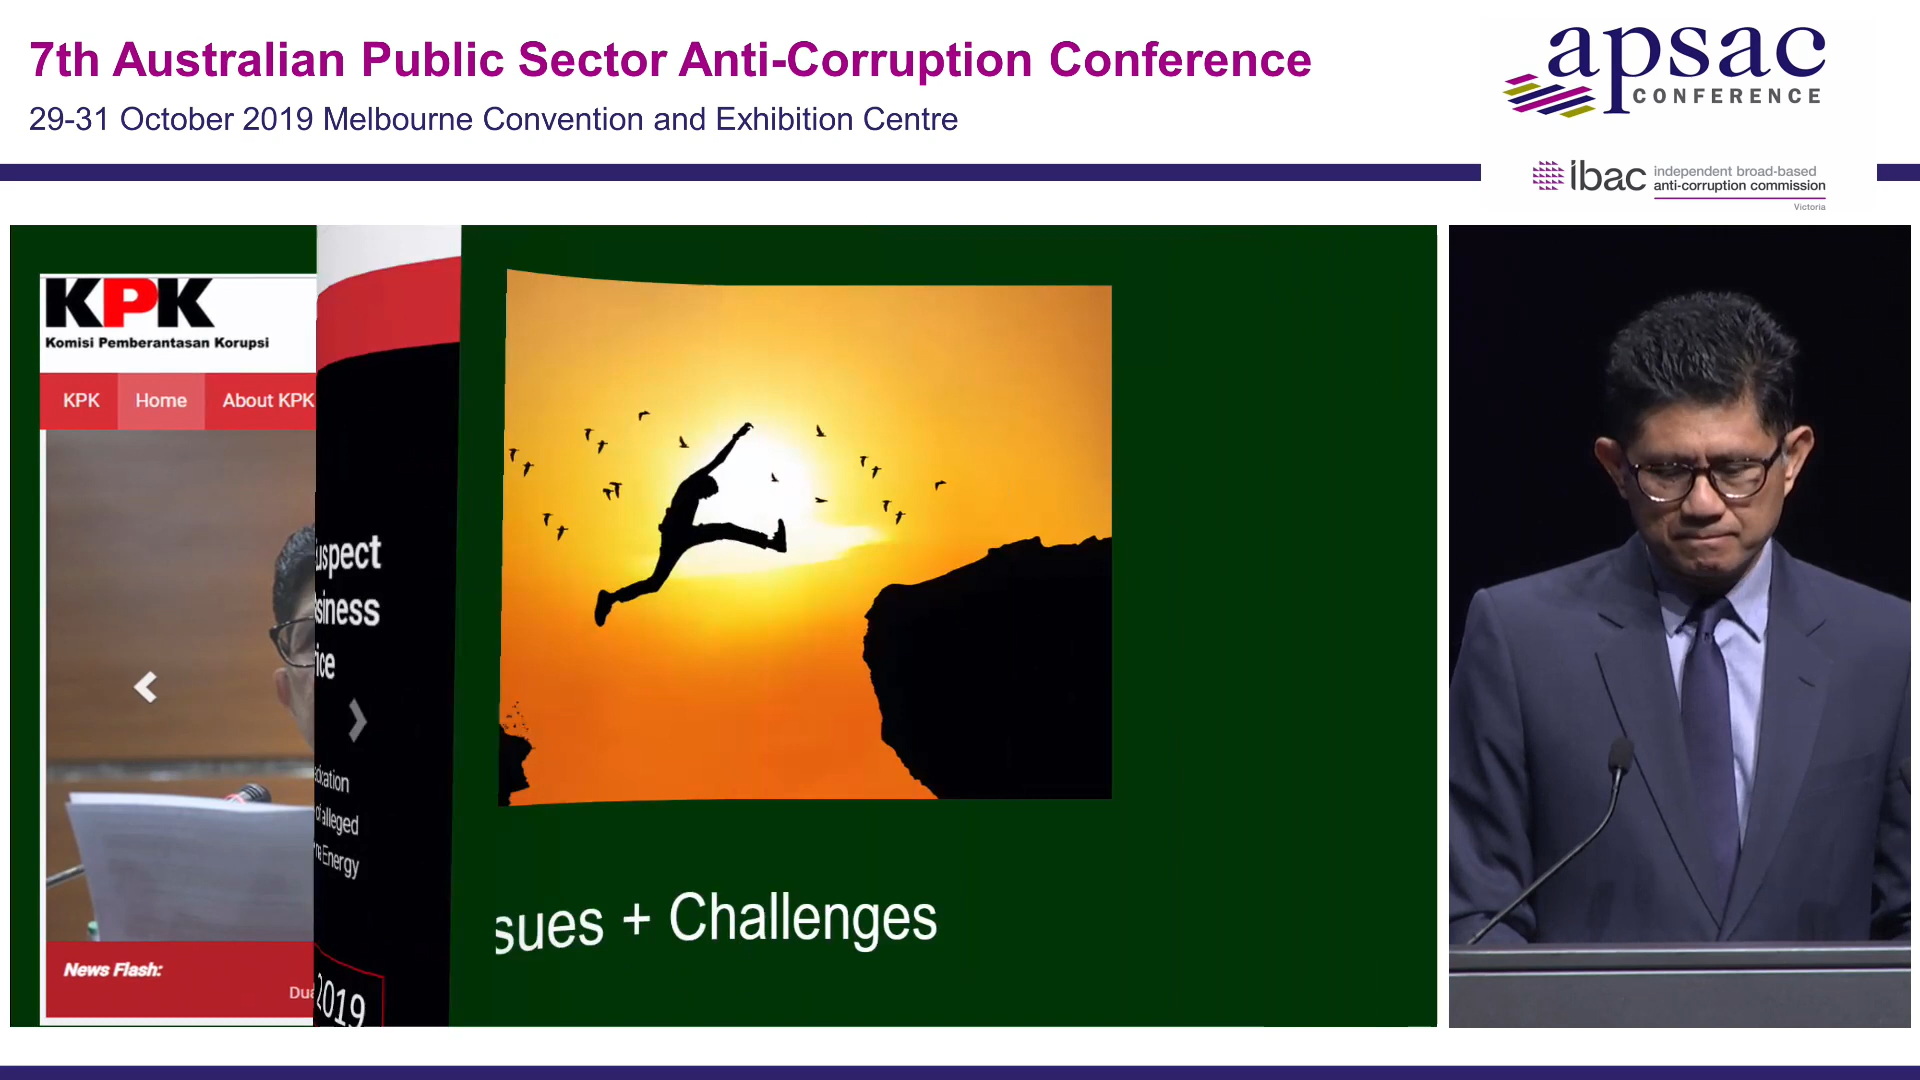 7th Australian Public Sector Anti-Corruption Conference
29-31 October 2019 Melbourne Convention and Exhibition Centre
apsac
CONFERENCE
ibac
independent broad-based
anti-corruption commission
Victoria
KPK
Komisi Pemberantasan Korupsi
KPK Home About KPK
uspect
siness
ice
of alleged
Energy
News Flash:
2019
sues + Challenges